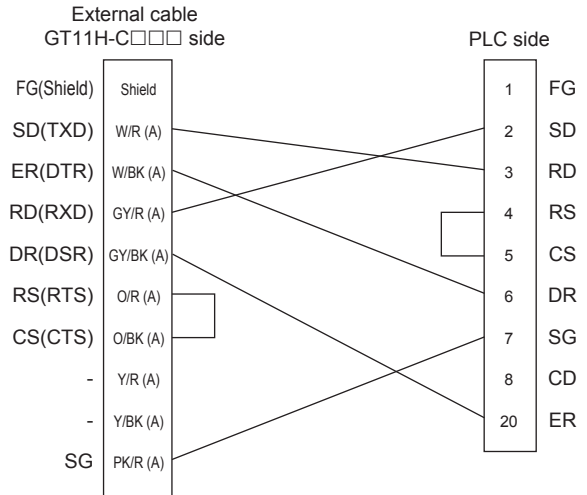 External cable
GT11H-C□□□ side
PLC side
FG(Shield) Shield 1 FG
SD(TXD) W/R (A) 2 SD
ER(DTR) W/BK (A) 3 RD
RD(RXD) GY/R (A) 4 RS
DR(DSR) GY/BK (A) 5 CS
RS(RTS) O/R (A) 6 DR
CS(CTS) O/BK (A) 7 SG
- Y/R (A) 8 CD
- Y/BK (A) 20 ER
SG PK/R (A)